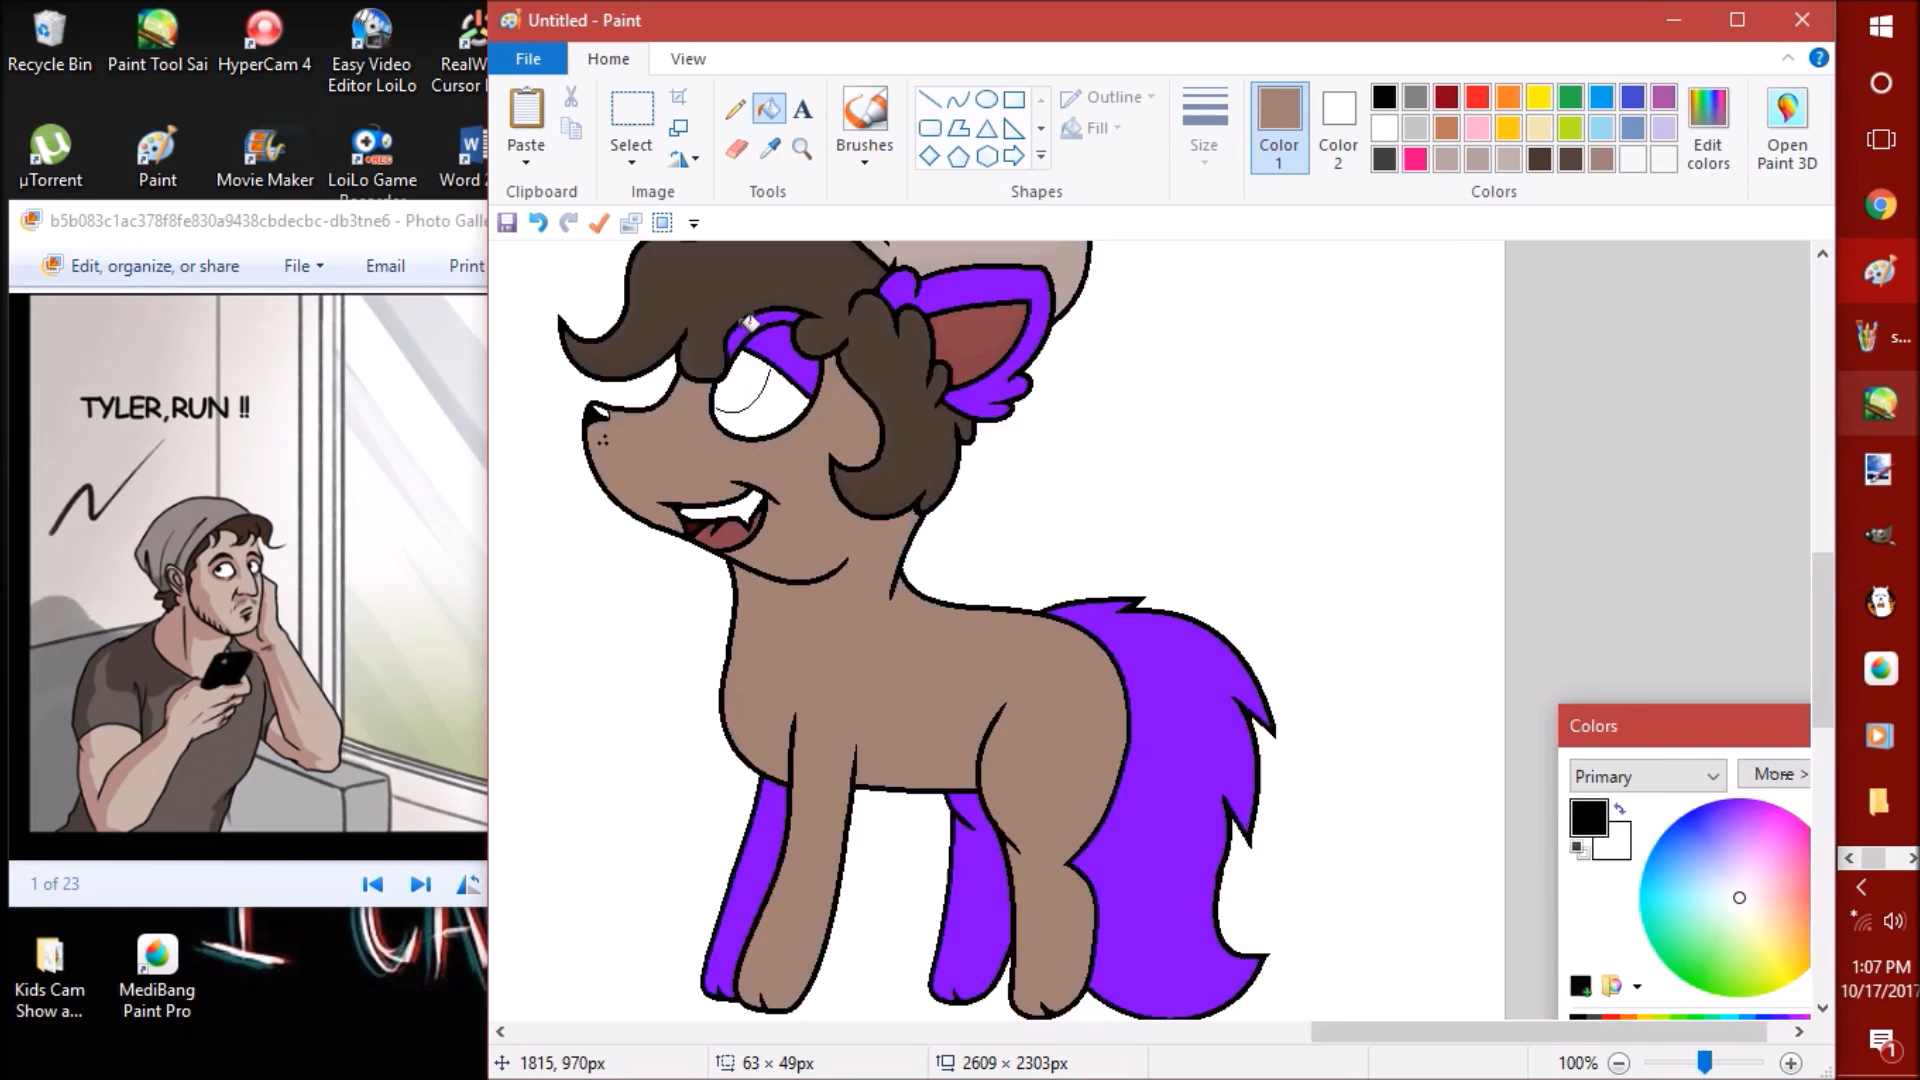 Recycle Bin
Paint Tool Sai
HyperCam 4
Easy Video
Editor LoiLo
RealW
Cursor
µTorrent
Paint
Movie Maker
LoiLo Game
Word 2
b5b083c1ac378f8fe830a9438cbdecbc-db3tne6 - Photo Galle
Edit, organize, or share
File
Email
Print
TYLER,RUN !!
1 of 23
Kids Cam
Show a...
MediBang
Paint Pro
Untitled - Paint
File
Home
View
Paste
Select
Brushes
Outline
Fill
Size
Color
1
Color
2
Edit
colors
Open
Paint 3D
Clipboard
Image
Tools
Shapes
Colors
Colors
Primary
More >
1815, 970px
63 × 49px
2609 × 2303px
100%
s...
1:07 PM
10/17/2017
1